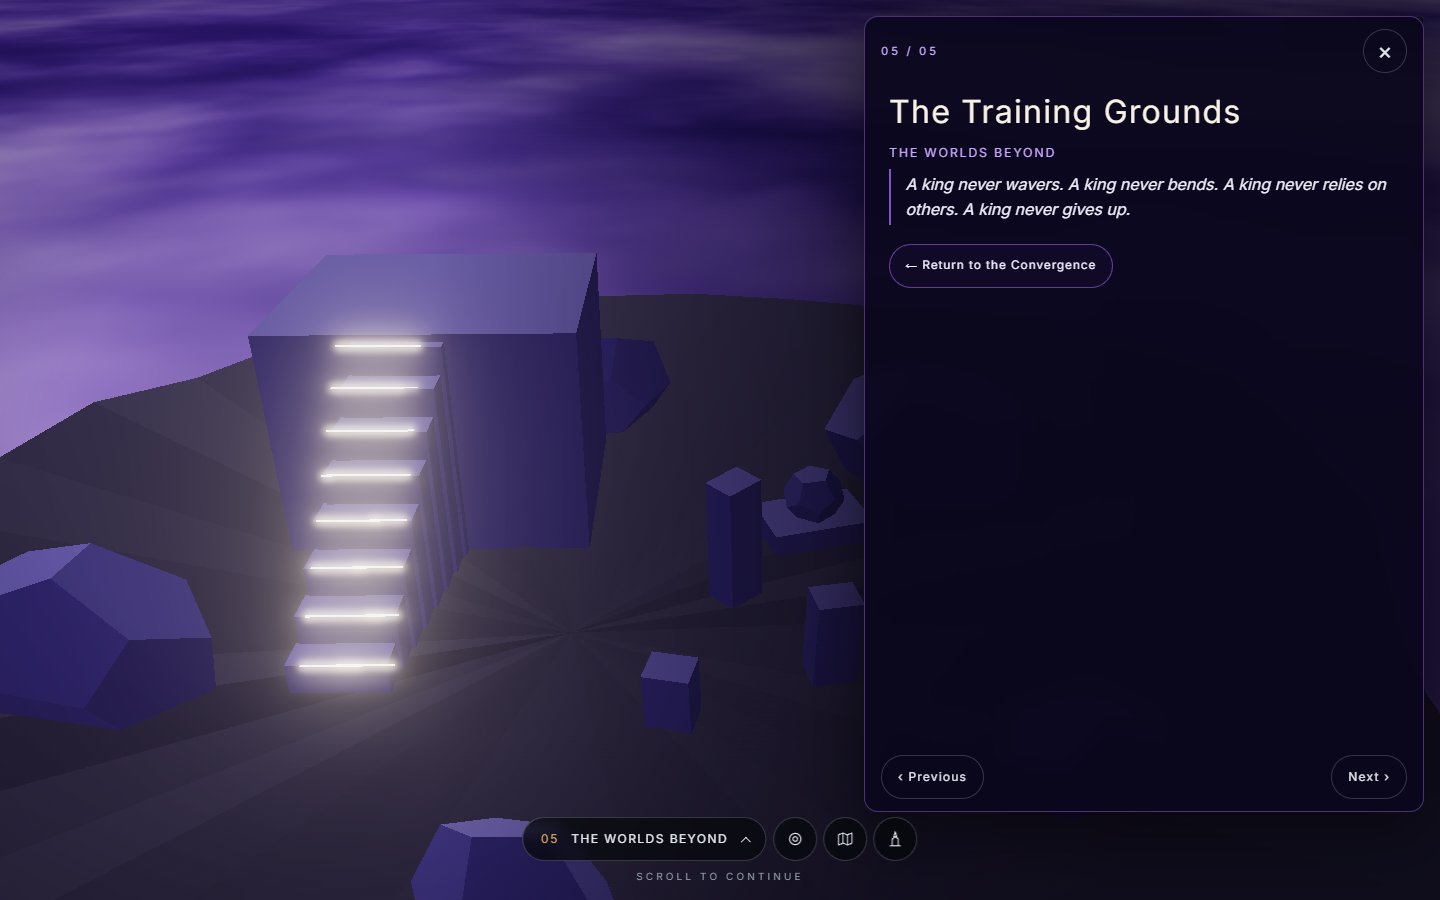 05 / 05
×
The Training Grounds
THE WORLDS BEYOND
A king never wavers. A king never bends. A king never relies on
others. A king never gives up.
← Return to the Convergence
‹ Previous
Next ›
05 THE WORLDS BEYOND
SCROLL TO CONTINUE